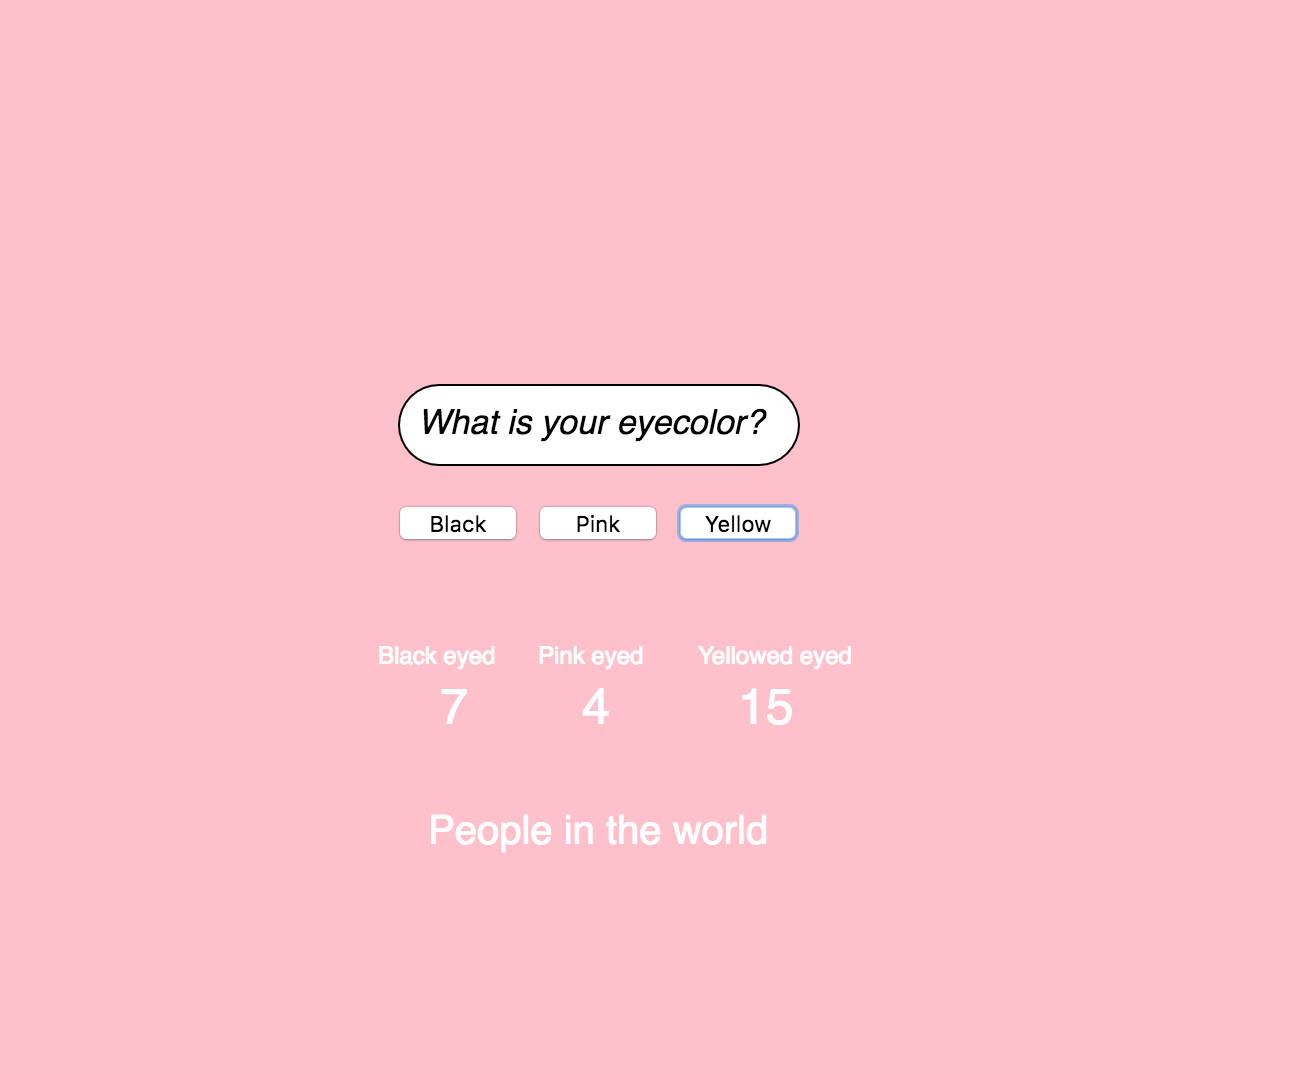 What is your eyecolor?
Black Pink Yellow
Black eyed Pink eyed Yellowed eyed
7 4 15
People in the world